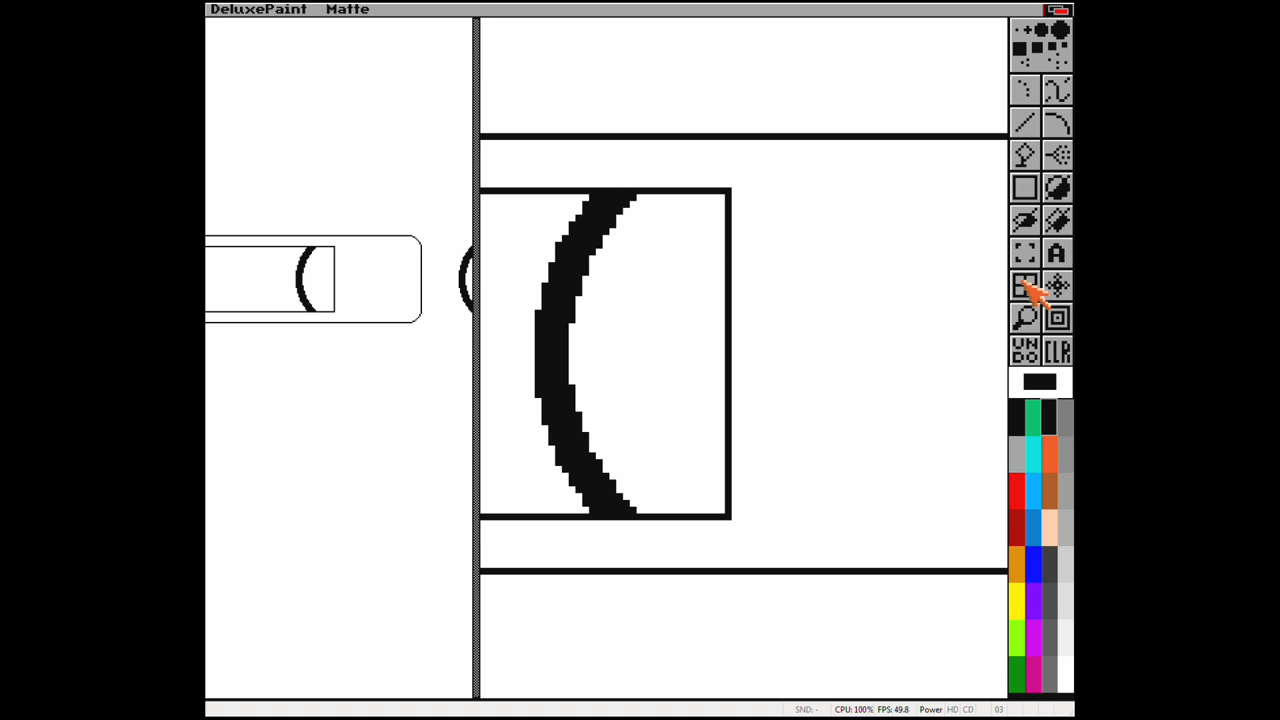 DeluxePaint Matte
A
UN
DO
CLR
SND: - CPU: 100% FPS: 49.8 Power HD CD 03